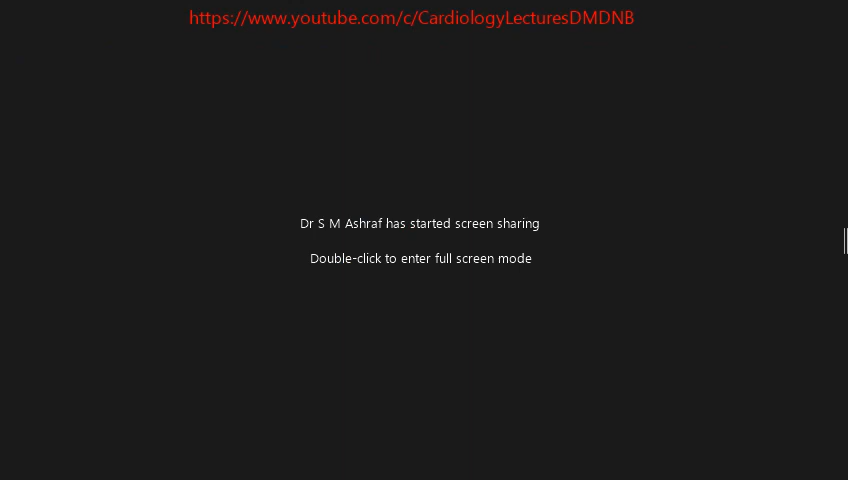 https://www.youtube.com/c/CardiologyLecturesDMDNB
Dr S M Ashraf has started screen sharing
Double-click to enter full screen mode